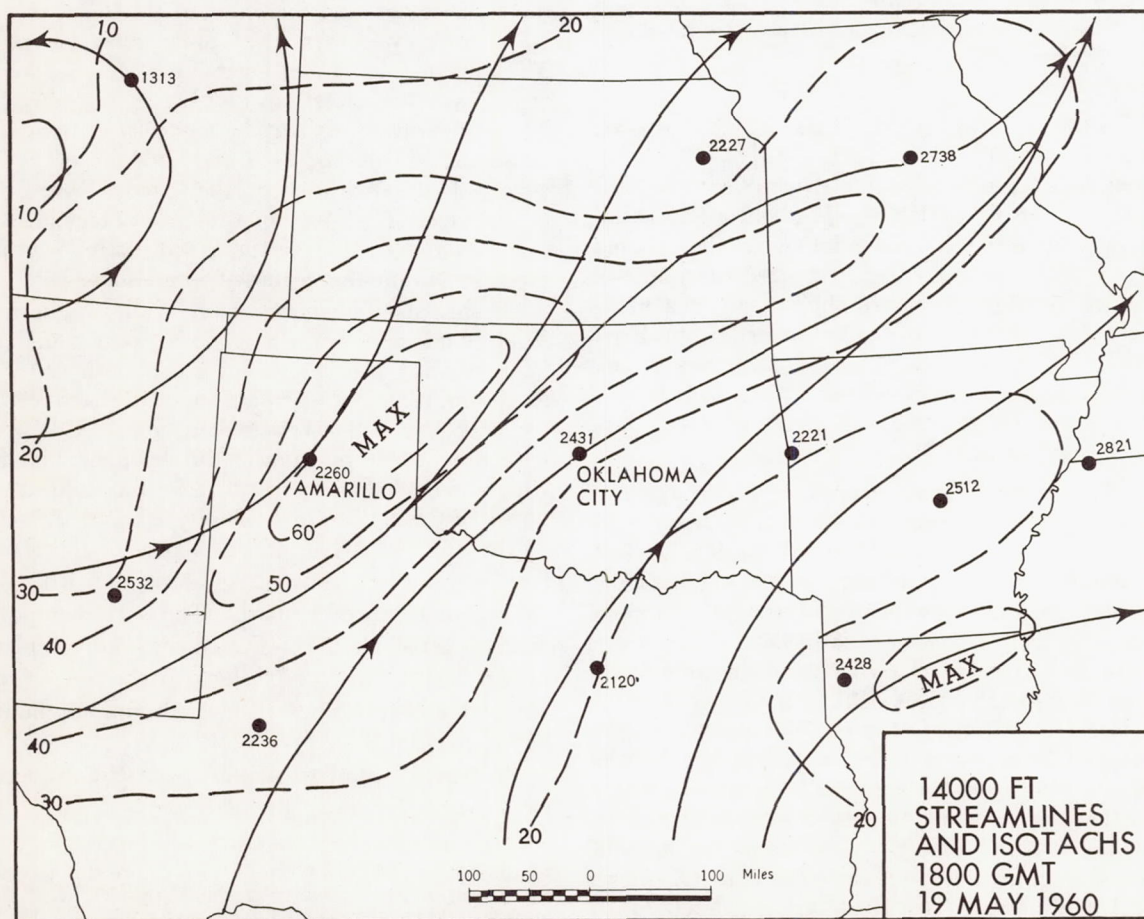 10
20
1313
2227
2738
10
20
MAX
2431
2221
2821
2260
AMARILLO
OKLAHOMA
CITY
2512
60
50
30
2532
40
2428
2120
MAX
40
2236
30
20
20
100 50 0 100 Miles
14000 FT
STREAMLINES
AND ISOTACHS
1800 GMT
19 MAY 1960